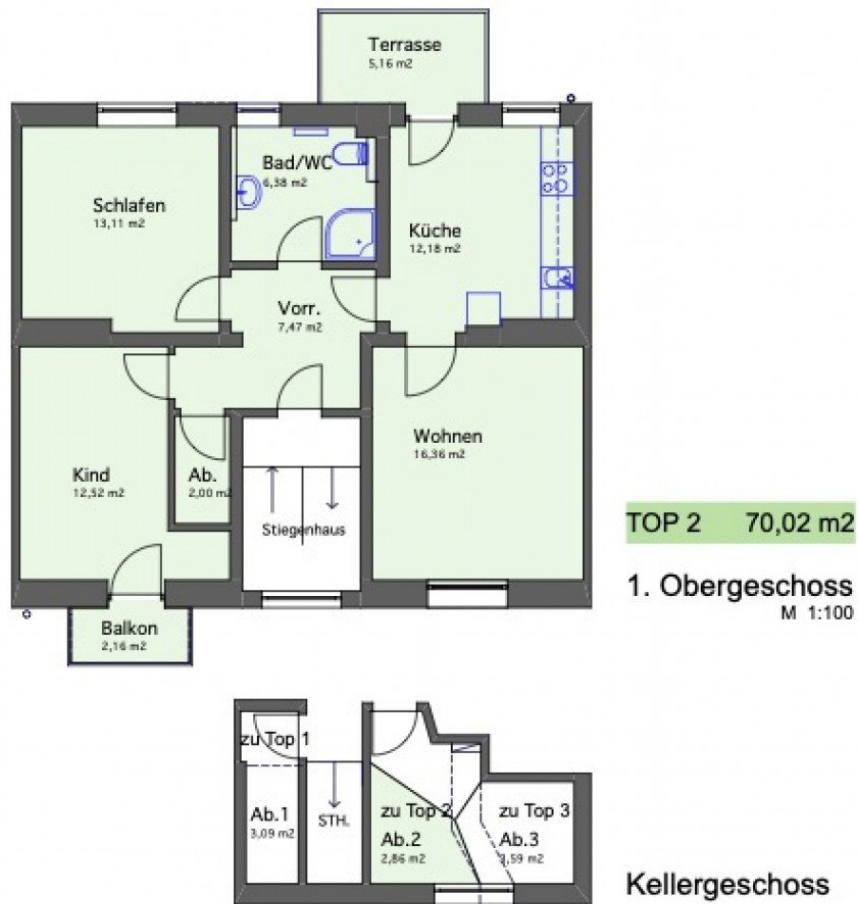 Terrasse
5,16 m2
Bad/WC
6,38 m2
Schlafen
13,11 m2
Küche
12,18 m2
Vorr.
7,47 m2
Wohnen
16,36 m2
Kind
12,52 m2
Ab.
2,00 m2
Stiegenhaus
TOP 2 70,02 m2
1. Obergeschoss
M 1:100
Balkon
2,16 m2
zu Top 1
Ab.1
3,09 m2
STH.
zu Top 2
Ab.2
2,86 m2
zu Top 3
Ab.3
,59 m2
Kellergeschoss